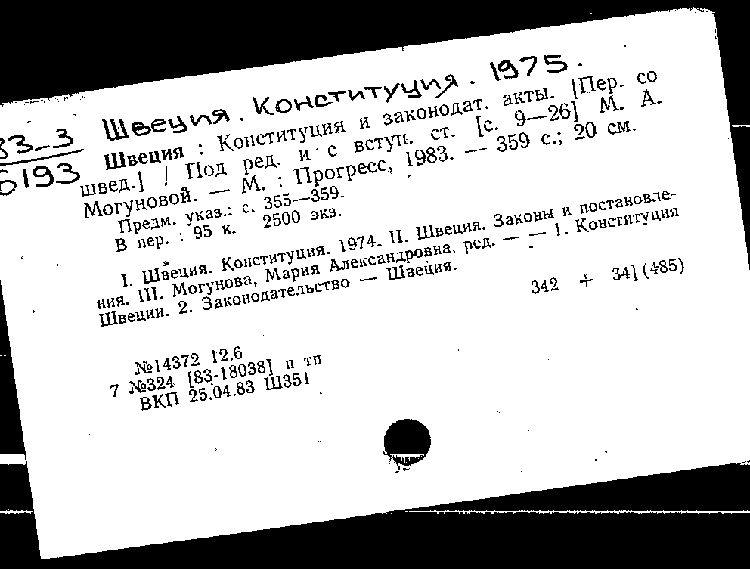 Швеция. Конституция. 1975.
83-3
6193
Швеция : Конституция и законодат. акты. [Пер. со
швед.] / Под ред. и с вступ. ст. [с. 9—26] М. А.
Могуновой. — М. : Прогресс, 1983. — 359 с.; 20 см.
Предм. указ.: с. 355—359.
В пер. : 95 к. 2500 экз.
I. Швеция. Конституция. 1974. II. Швеция. Законы и постановле-
ния. III. Могунова, Мария Александровна, ред. — — 1. Конституция
Швеции. 2. Законодательство — Швеция.
342 + 34](485)
№14372 12.6
7 №324 [83-18038] п тп
ВКП 25.04.83 Ш351